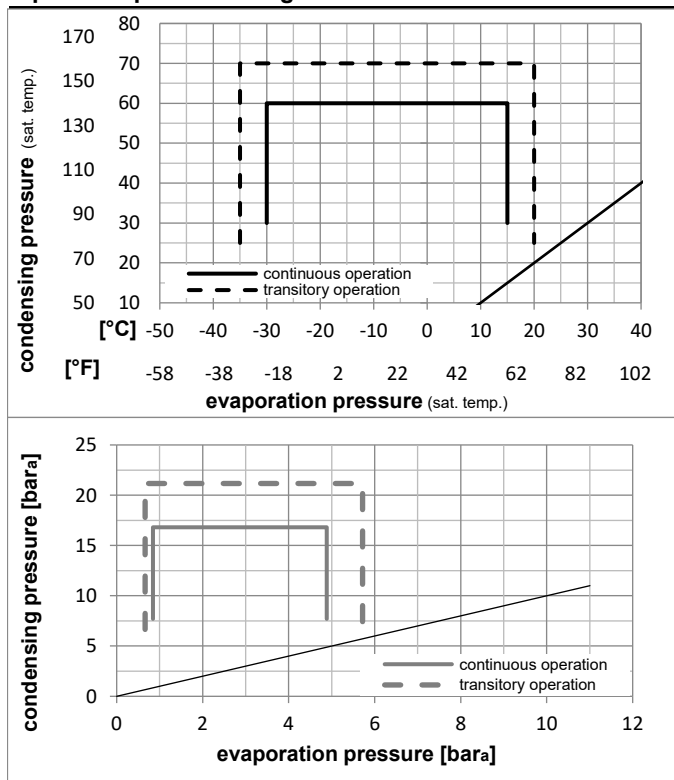 condensing pressure (sat. temp.)
170 80
150 70
60
130
50
110
40
90
30
70 20
50 10
continuous operation
transitory operation
[°C] -50 -40 -30 -20 -10 0 10 20 30 40
[°F] -58 -38 -18 2 22 42 62 82 102
evaporation pressure (sat. temp.)
condensing pressure [bara]
25
20
15
10
5
0
continuous operation
transitory operation
0 2 4 6 8 10 12
evaporation pressure [bara]